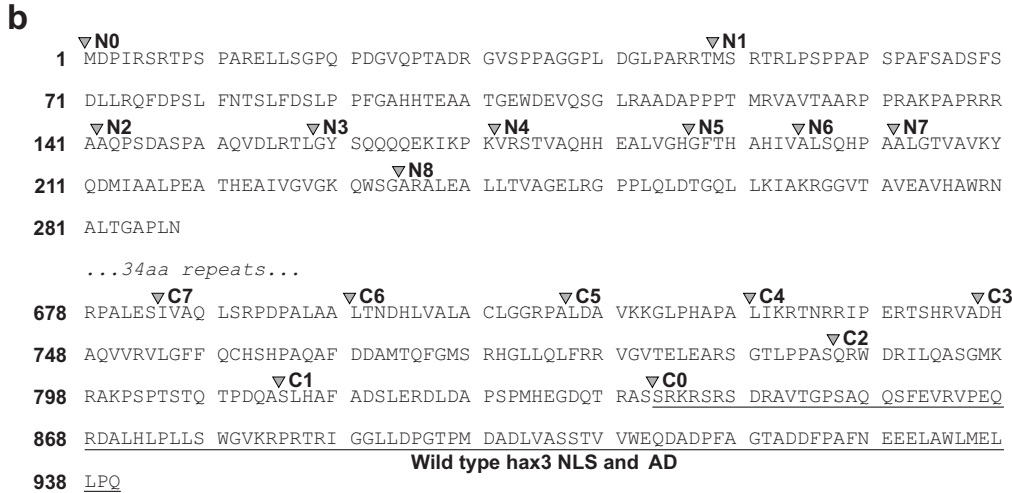 b
N0 N1
1 MDPIRSRTPS PARELLSGPQ PDGVQPTADR GVSPPAGGPL DGLPARRTMS RTRLPSPPAP SPAFSADSFS
71 DLLRQFDPSL FNTSLFDSLP PFGAHHTEAA TGEWDEVQSG LRAADAPPPT MRVAVTAARP PRAKPAPRRR
N2 N3 N4 N5 N6 N7
141 AAQPSDASPA AQVDLRTLGY SQQQQEKIKP KVRSTVAQHH EALVGHGFTH AHIVALSQHP AALGTVAVKY
N8
211 QDMIAALPEA THEAIVGVGK QWSGARALEA LLTVAGELRG PPLQLDTGQL LKIAKRGGVT AVEAVHAWRN
281 ALTGAPLN
...34aa repeats...
C7 C6 C5 C4 C3
678 RPALESIVAQ LSRPDPALAA LTNDHLVALA CLGGRPALDA VKKGLPHAPA LIKRTNRRIP ERTSHRVADH
C2
748 AQVVRVLGFF QCHSHPAQAF DDAMTQFGMS RHGLLQLFRR VGVTELEARS GTLPPASQRW DRILQASGMK
C1 C0
798 RAKPSPTSTQ TPDQASLHAF ADSLERDLDA PSPMHEGDQT RASSRKRSRS DRAVTGPSAQ QSFEVRVPEQ
868 RDALHLPLLS WGVKRPRTRI GGLLDPGTPM DADLVASSTV VWEQDADPFA GTADDFPAFN EEELAWLMEL
Wild type hax3 NLS and AD
938 LPQ